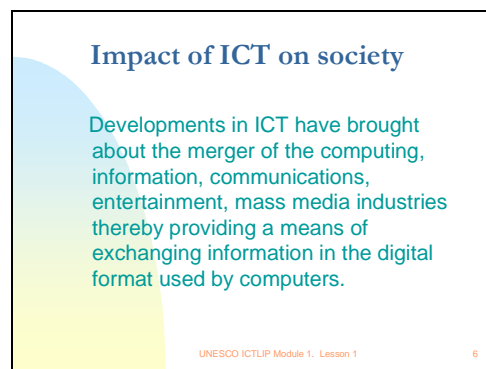 Impact of ICT on society
Developments in ICT have brought
about the merger of the computing,
information, communications,
entertainment, mass media industries
thereby providing a means of
exchanging information in the digital
format used by computers.
UNESCO ICTLIP Module 1. Lesson 1
6